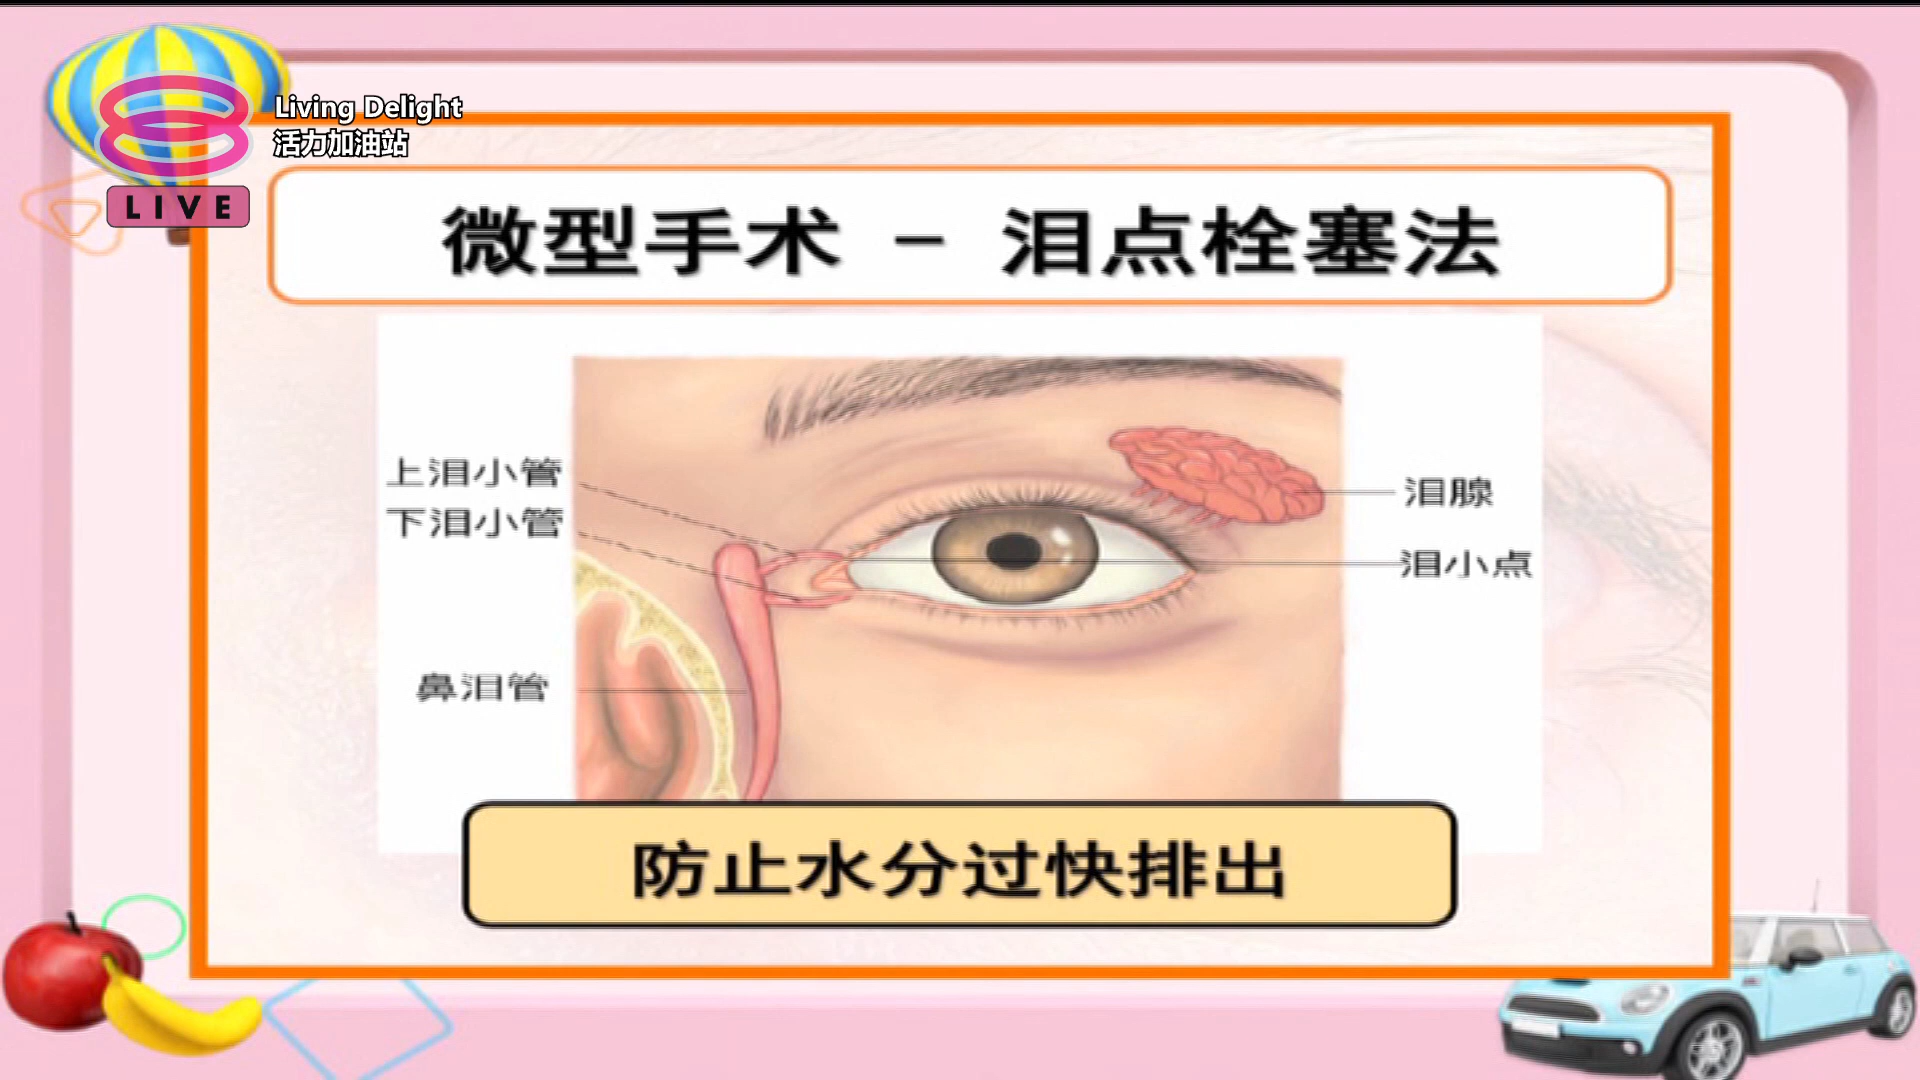 Living Delight
活力加油站
LIVE
微型手术 - 泪点栓塞法
上泪小管
下泪小管
泪腺
泪小点
鼻泪管
防止水分过快排出